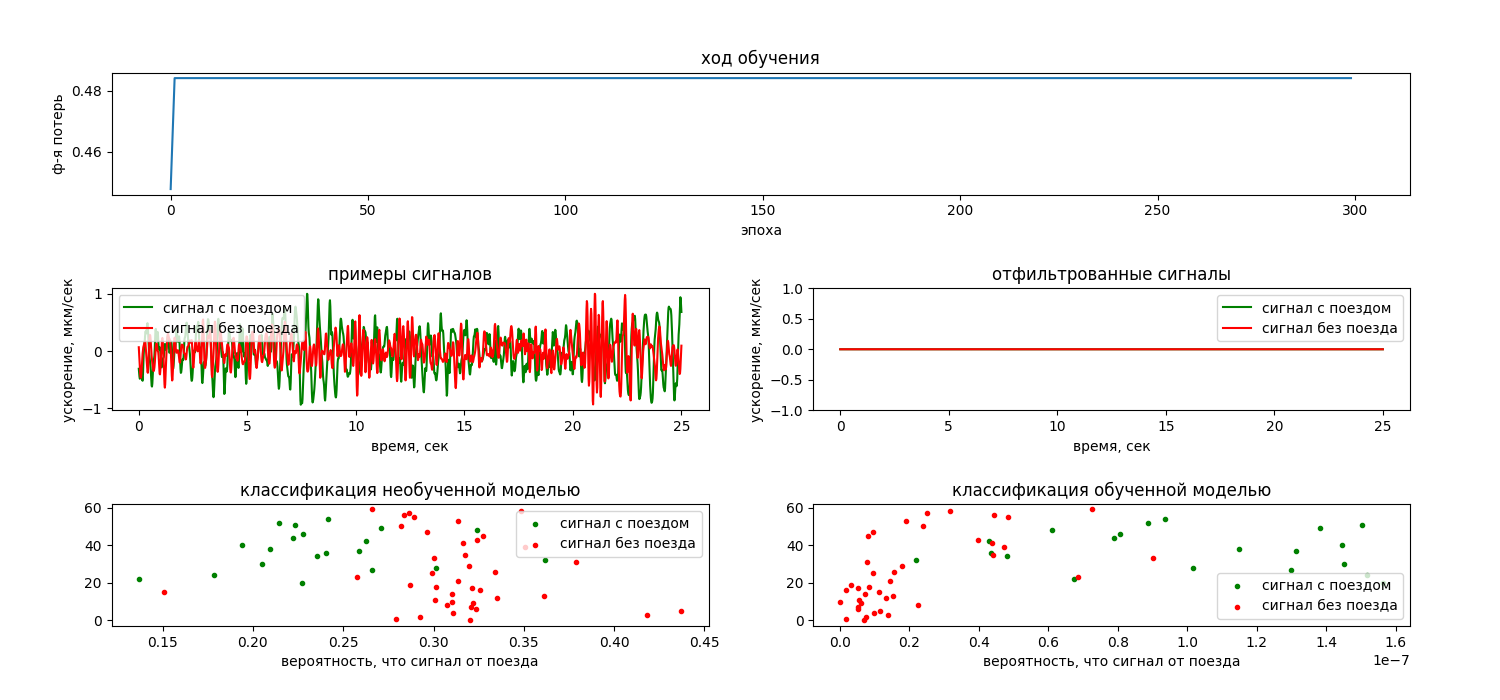 ход обучения
ф-я потерь
0.48
0.46
0 50 100 150 200 250 300
эпоха
примеры сигналов
ускорение, мкм/сек
1
0
−1
сигнал с поездом
сигнал без поезда
0 5 10 15 20 25
время, сек
отфильтрованные сигналы
ускорение, мкм/сек
1.0
0.5
0.0
−0.5
−1.0
сигнал с поездом
сигнал без поезда
0 5 10 15 20 25
время, сек
классификация необученной моделью
60
40
20
0
сигнал с поездом
сигнал без поезда
0.15 0.20 0.25 0.30 0.35 0.40 0.45
вероятность, что сигнал от поезда
классификация обученной моделью
60
40
20
0
сигнал с поездом
сигнал без поезда
0.0 0.2 0.4 0.6 0.8 1.0 1.2 1.4 1.6
1e−7
вероятность, что сигнал от поезда